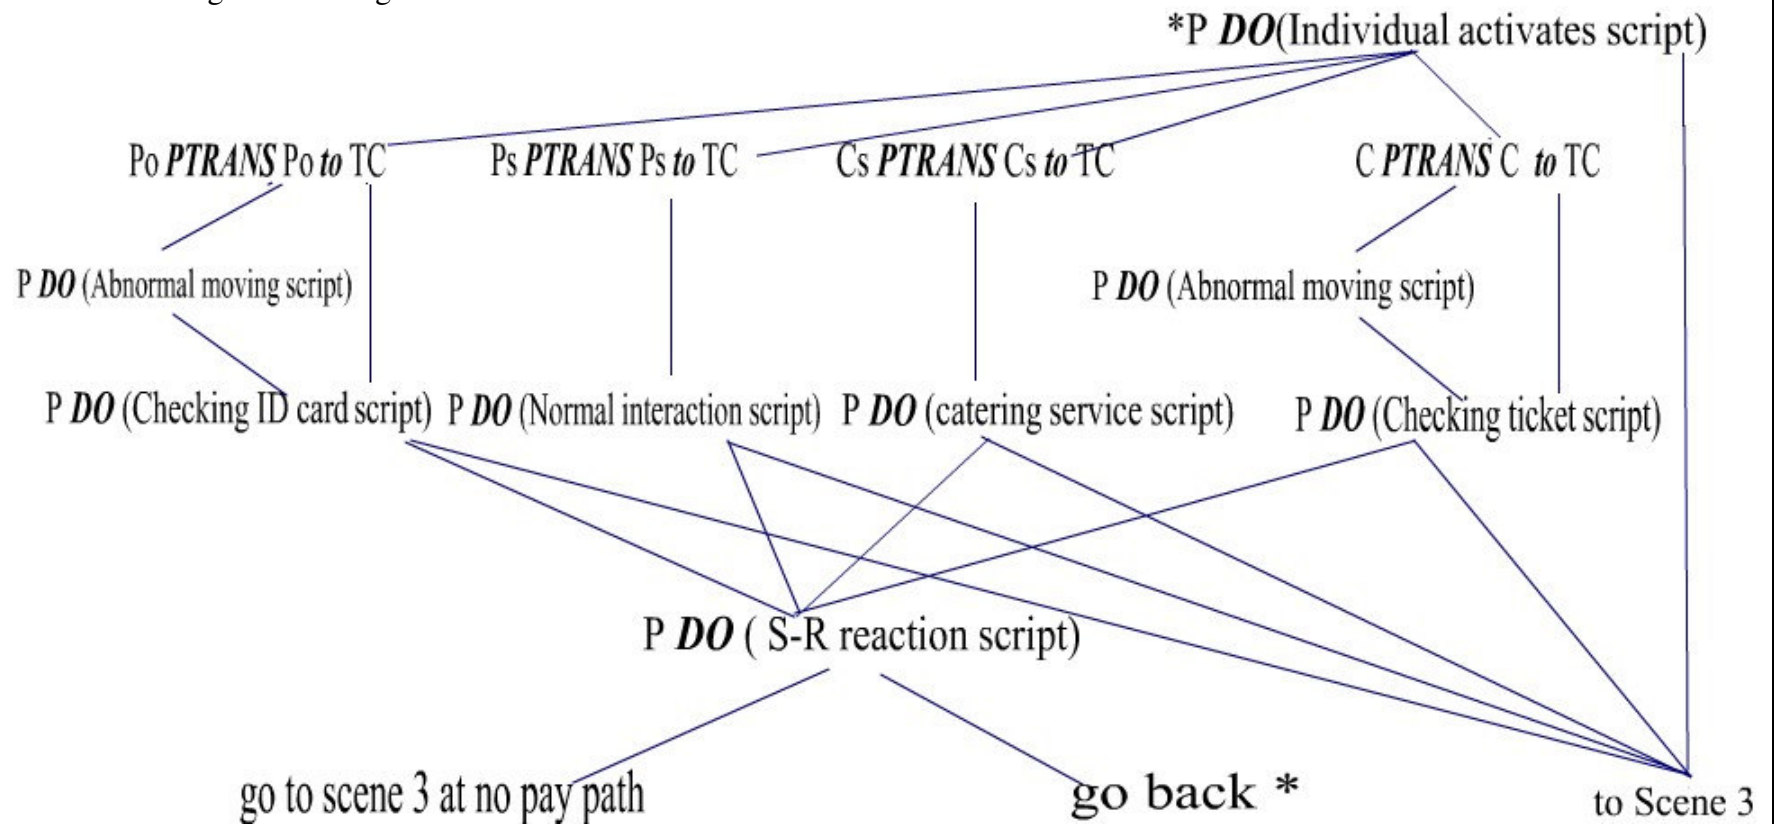 *P DO(Individual activates script)
Po PTRANS Po to TC
Ps PTRANS Ps to TC
Cs PTRANS Cs to TC
C PTRANS C to TC
P DO (Abnormal moving script)
P DO (Abnormal moving script)
P DO (Checking ID card script)
P DO (Normal interaction script)
P DO (catering service script)
P DO (Checking ticket script)
P DO ( S-R reaction script)
go to scene 3 at no pay path
go back *
to Scene 3